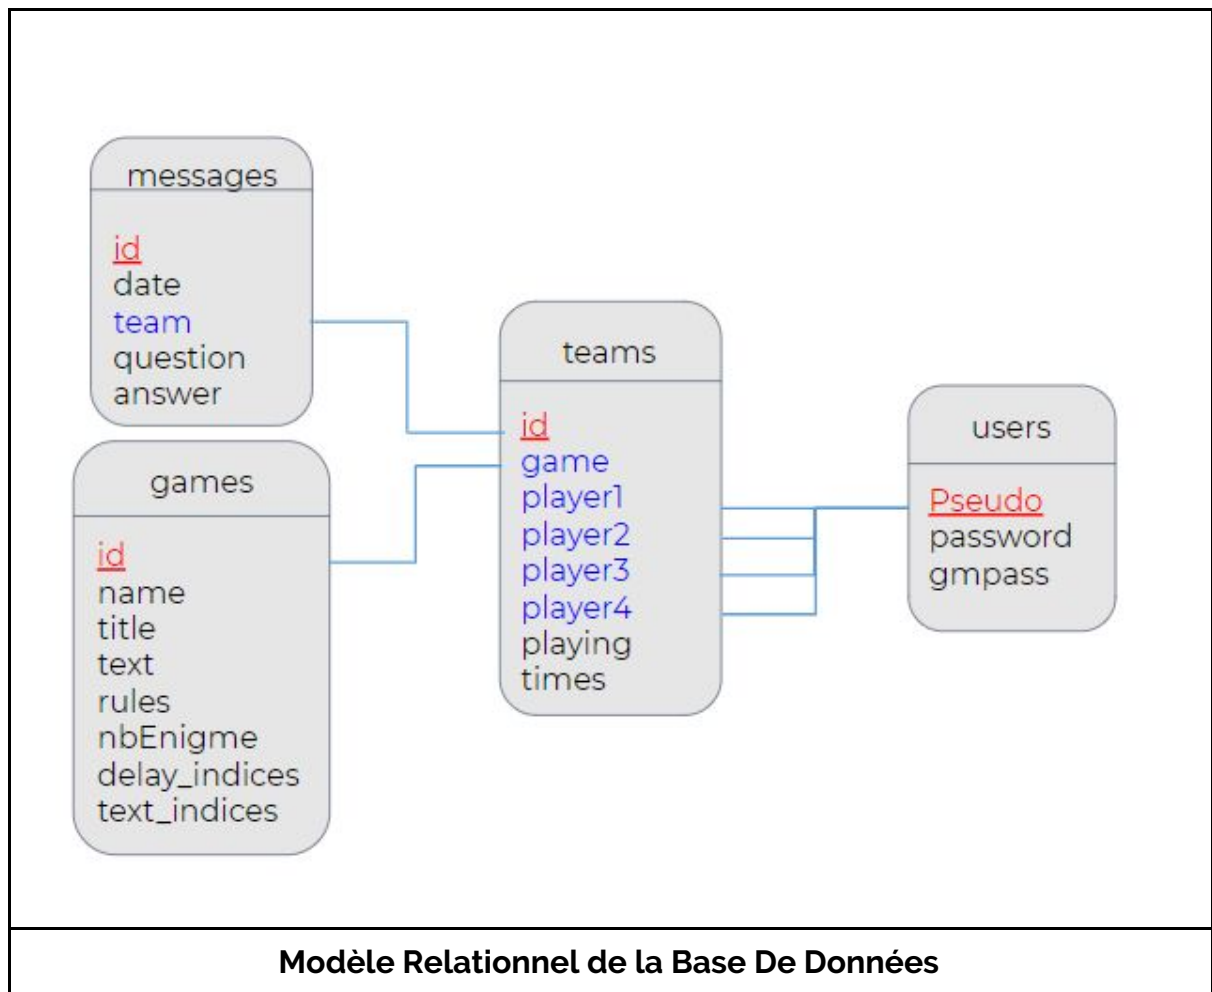 messages
id
date
team
question
answer
games
id
name
title
text
rules
nbEnigme
delay_indices
text_indices
teams
id
game
player1
player2
player3
player4
playing
times
users
Pseudo
password
gmpass
Modèle Relationnel de la Base De Données